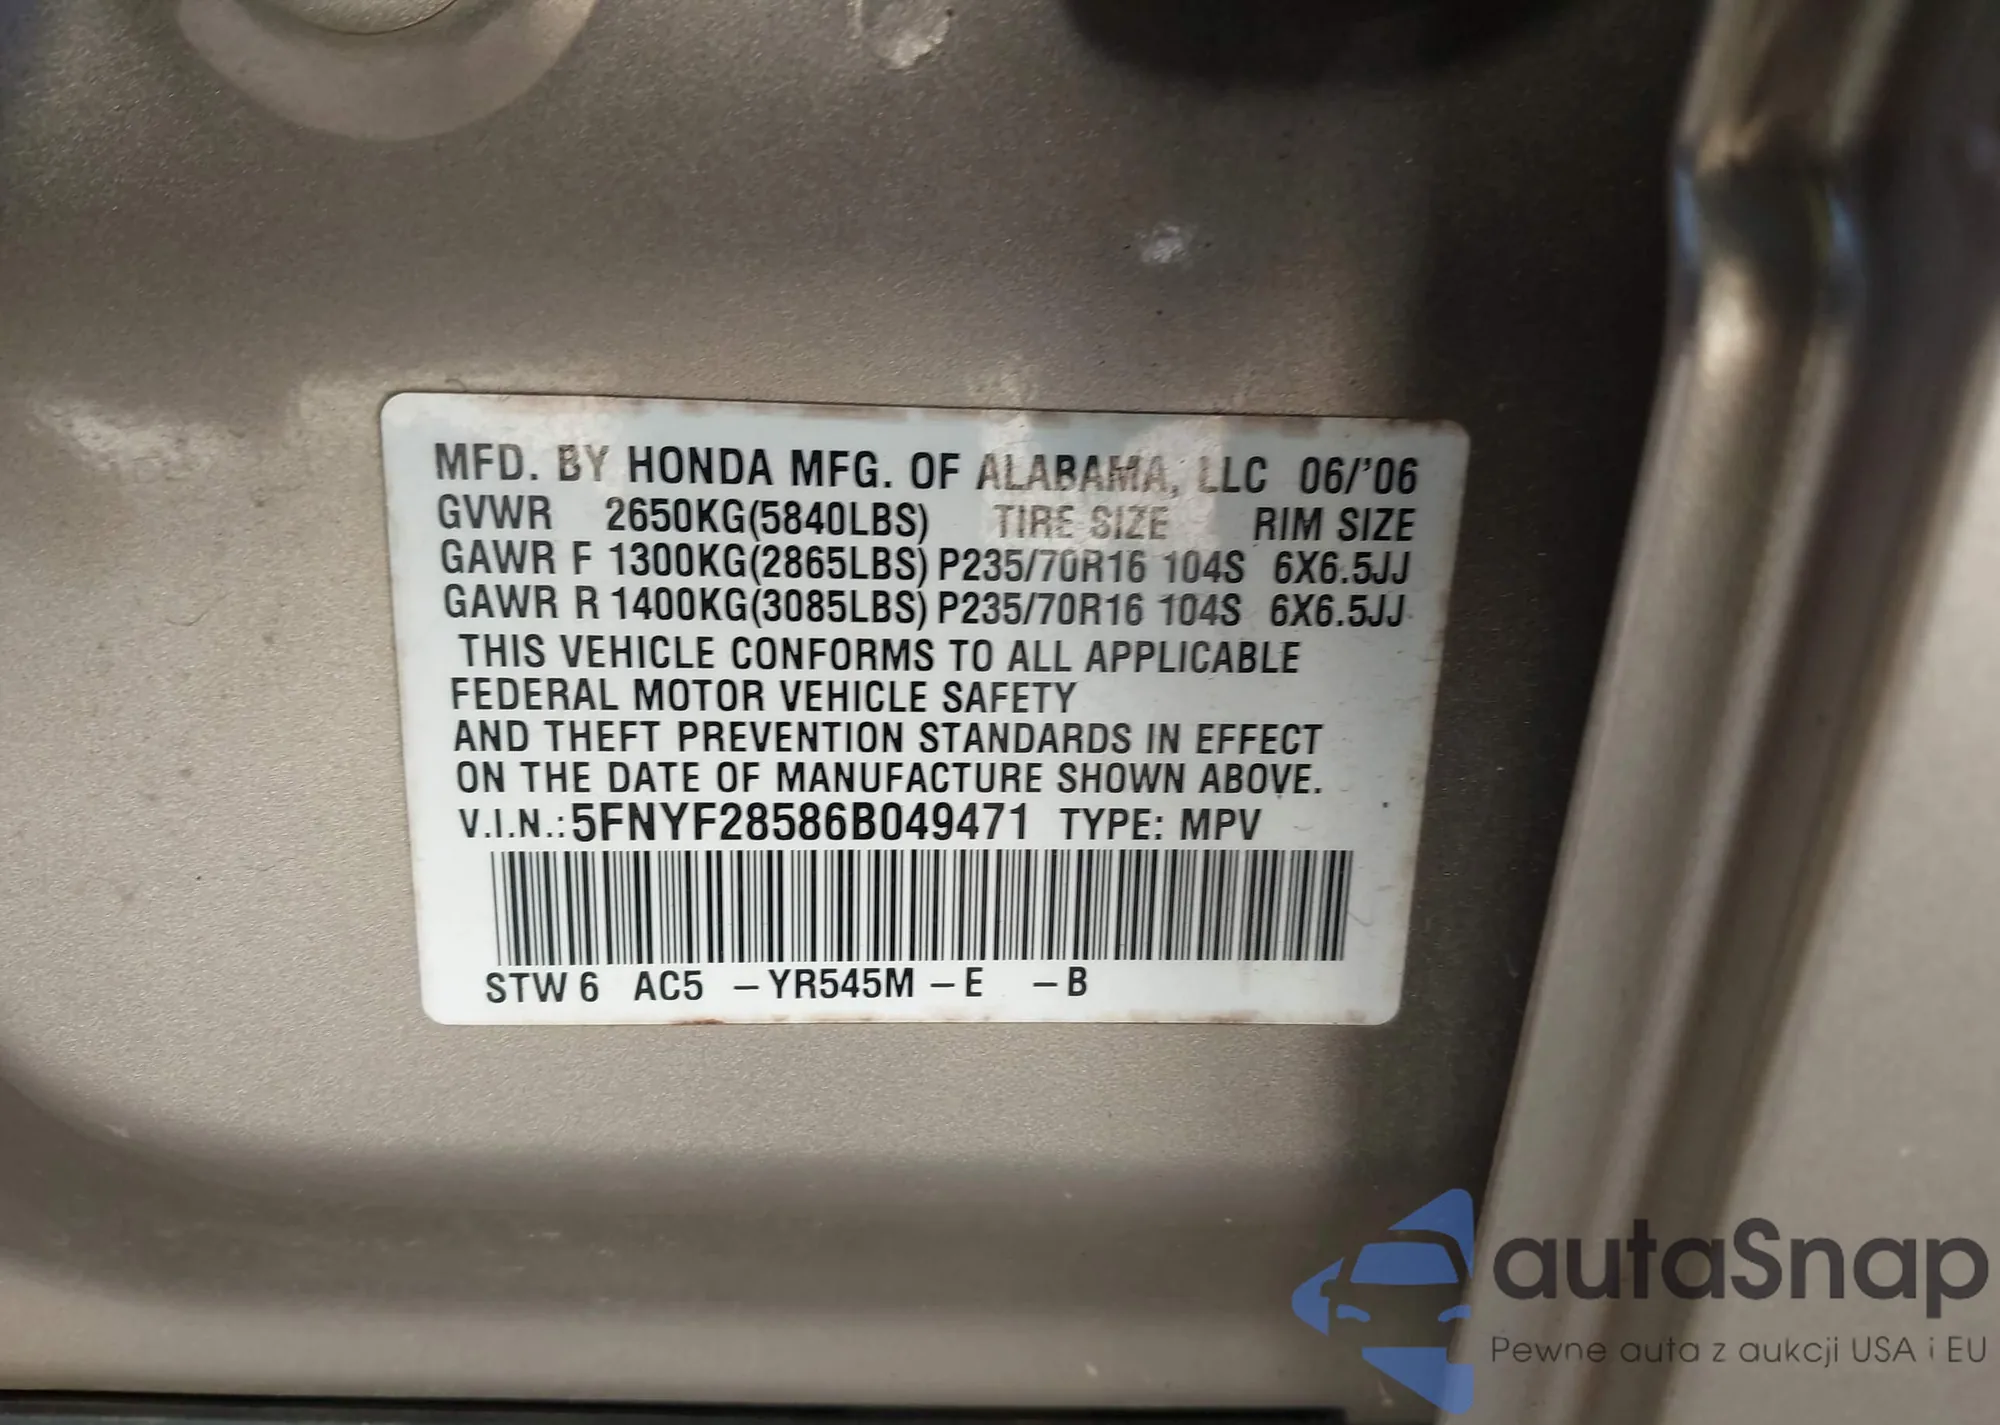 MFD. BY HONDA MFG. OF ALABAMA, LLC 06/'06
GVWR 2650KG(5840LBS) TIRE SIZE RIM SIZE
GAWR F 1300KG(2865LBS) P235/70R16 104S 6X6.5JJ
GAWR R 1400KG(3085LBS) P235/70R16 104S 6X6.5JJ
THIS VEHICLE CONFORMS TO ALL APPLICABLE
FEDERAL MOTOR VEHICLE SAFETY
AND THEFT PREVENTION STANDARDS IN EFFECT
ON THE DATE OF MANUFACTURE SHOWN ABOVE.
V.I.N.: 5FNYF28586B049471 TYPE: MPV
STW 6 AC5 – YR545M – E – B
autaSnap
Pewne auta z aukcji USA i EU